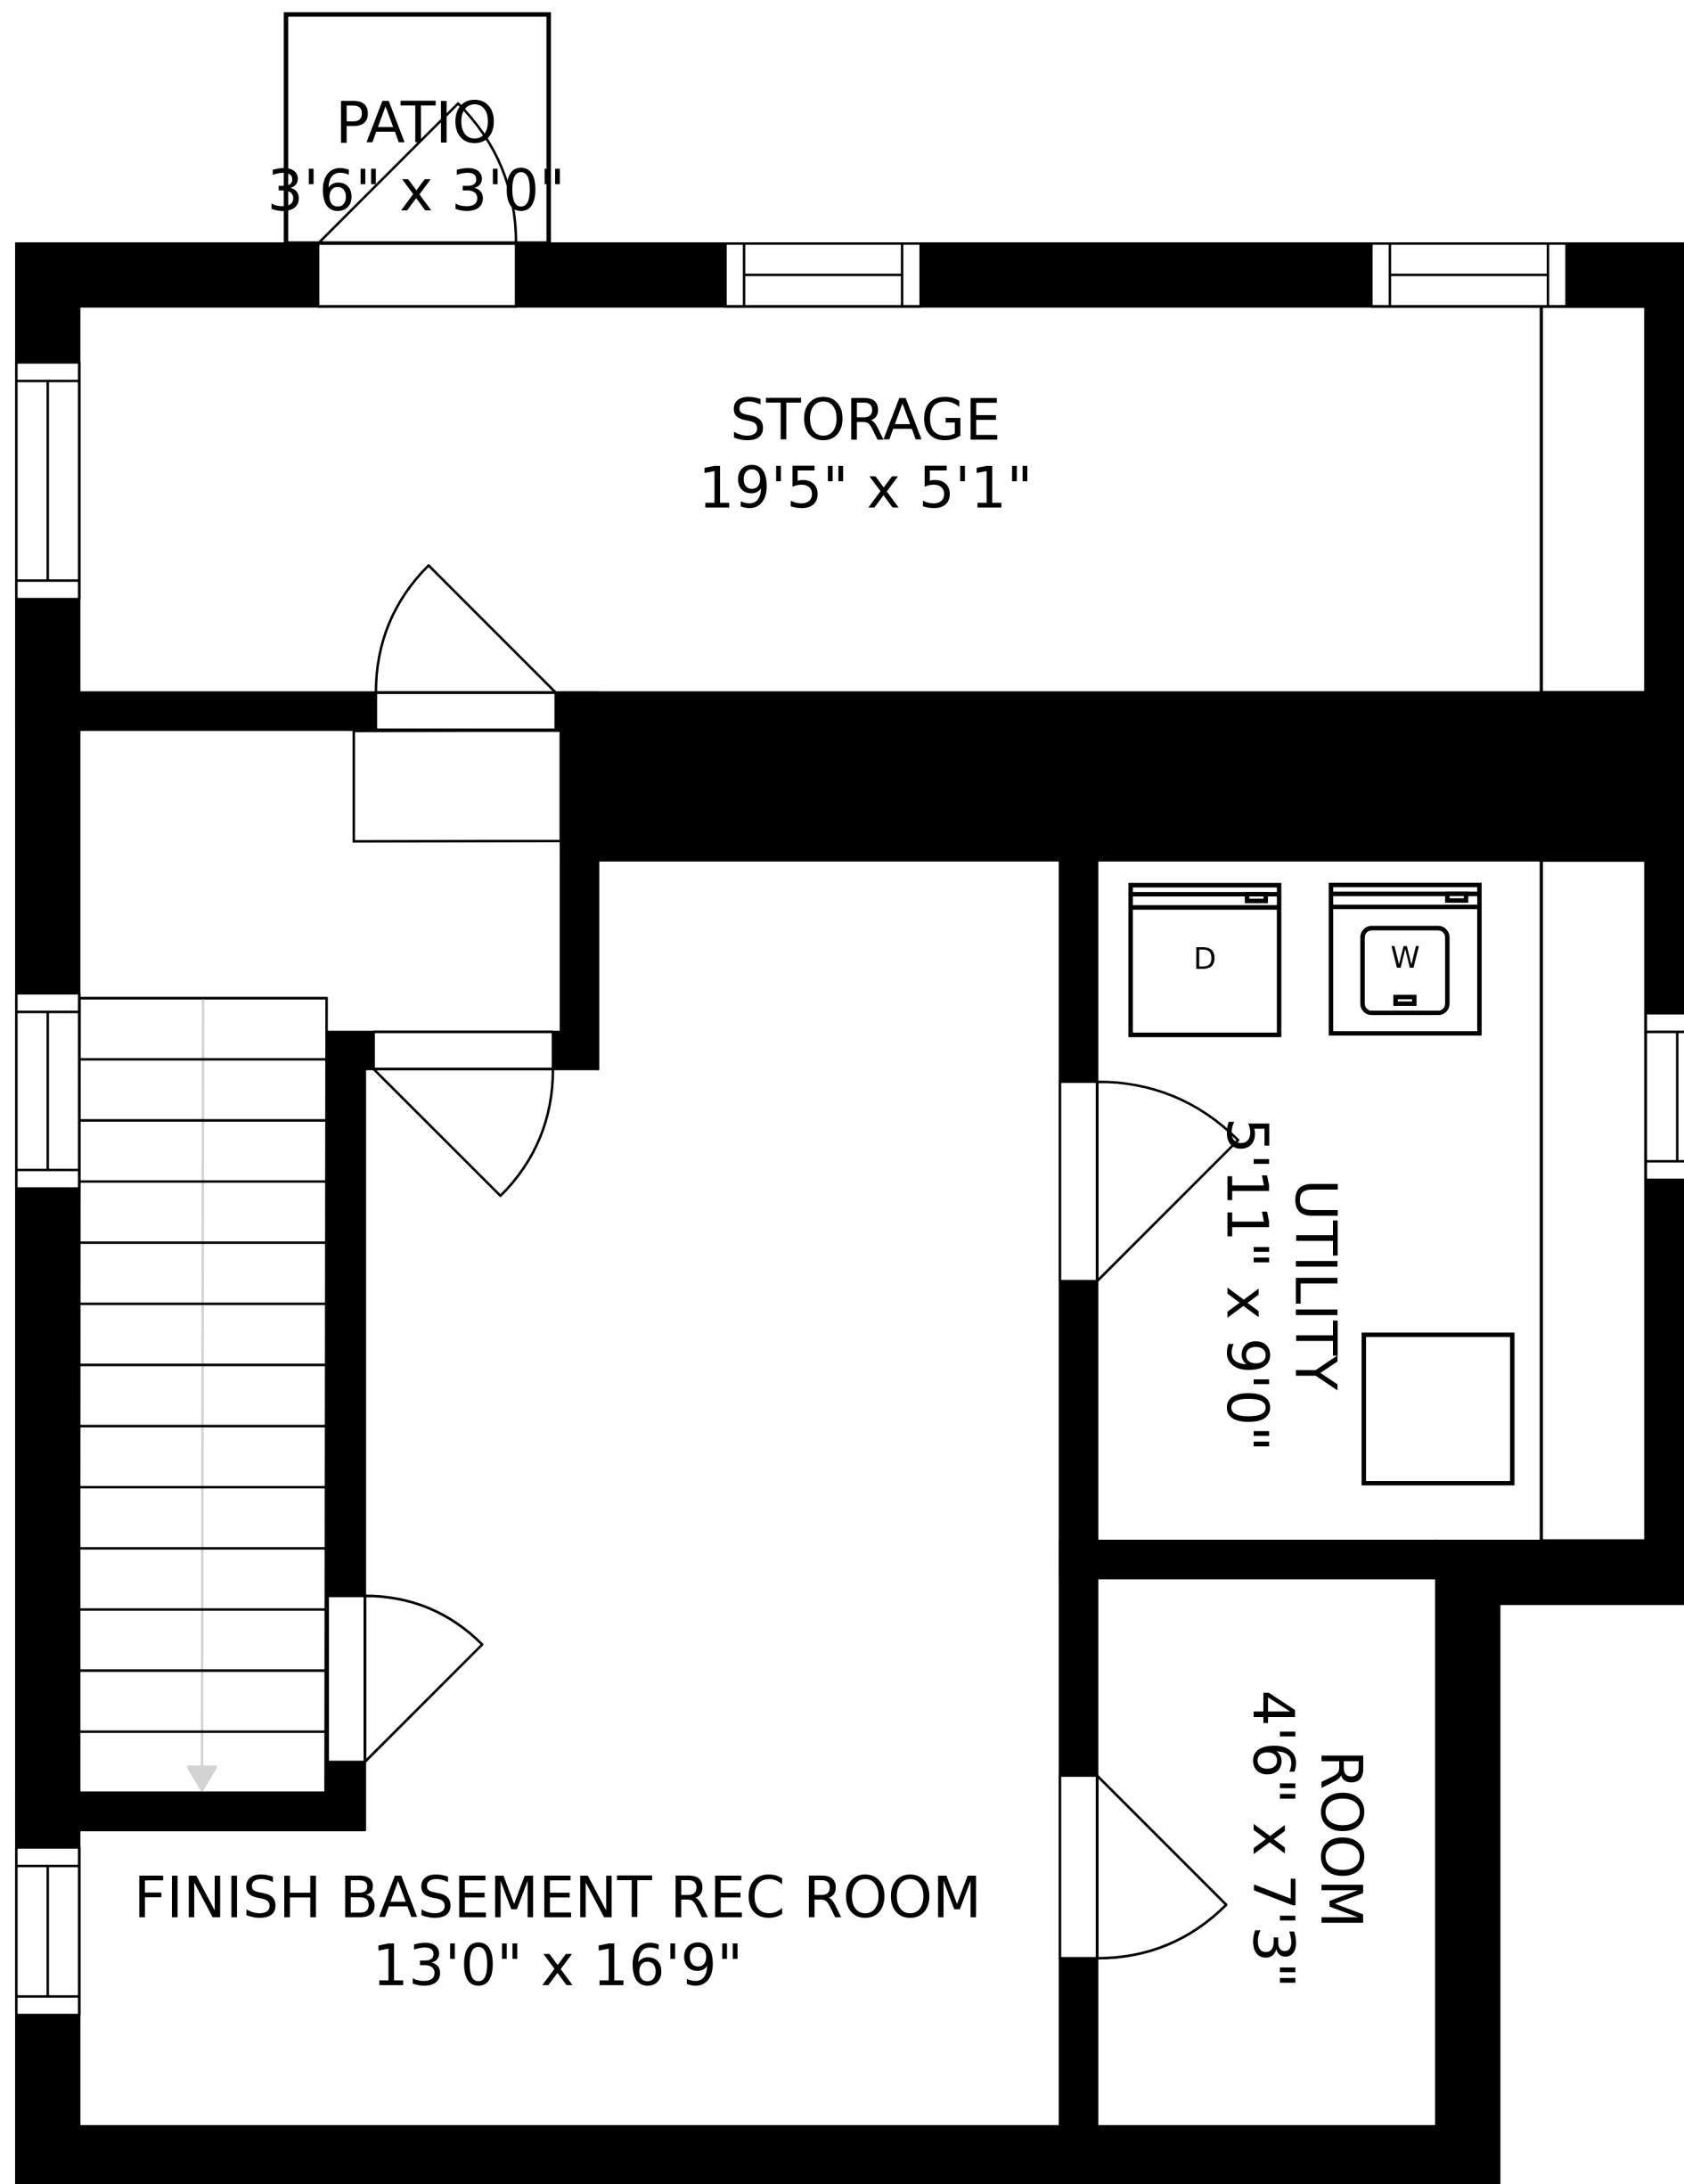 PATIO
3'6" x 3'0"
STORAGE
19'5" x 5'1"
D
W
UTILITY
5'11" x 9'0"
ROOM
4'6" x 7'3"
FINISH BASEMENT REC ROOM
13'0" x 16'9"